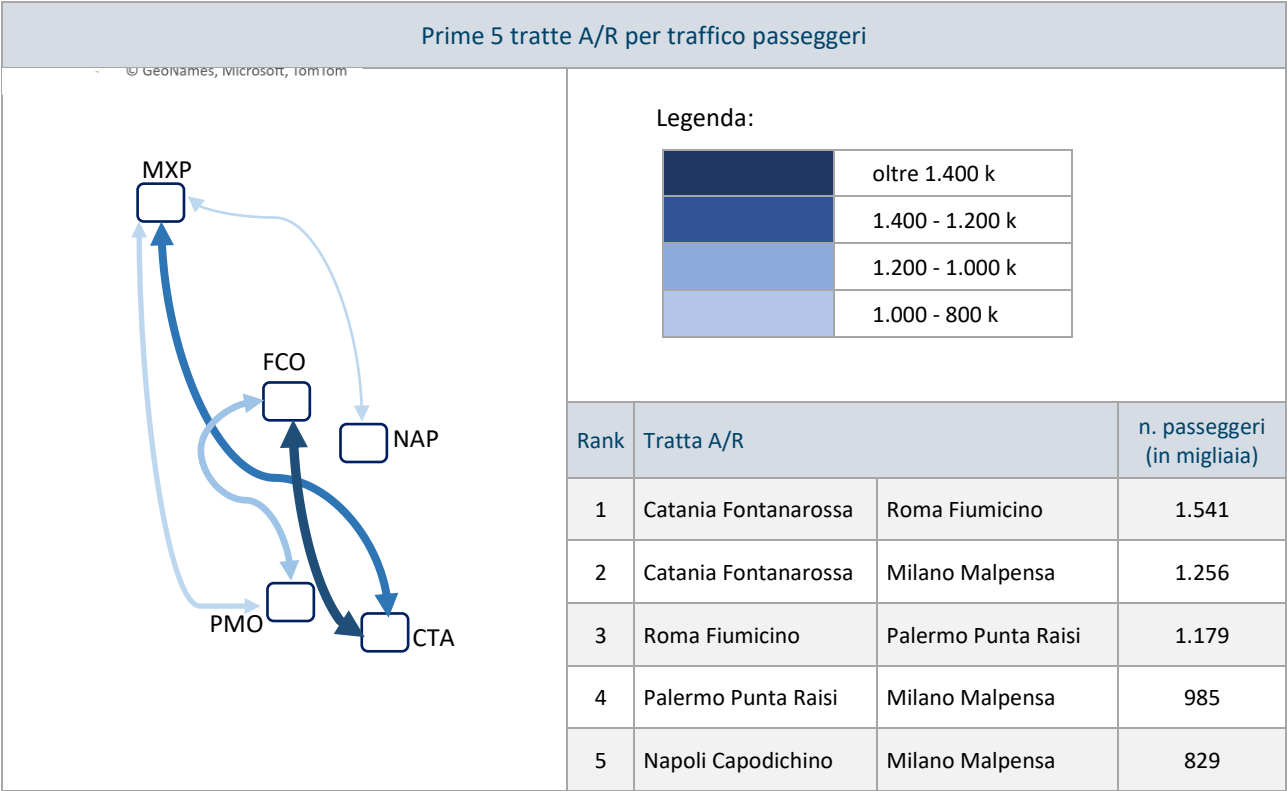 Prime 5 tratte A/R per traffico passeggeri
© GeoNames, Microsoft, TomTom
MXP
FCO
NAP
PMO
CTA
Legenda:
oltre 1.400 k
1.400 - 1.200 k
1.200 - 1.000 k
1.000 - 800 k
Rank Tratta A/R n. passeggeri
(in migliaia)
1 Catania Fontanarossa Roma Fiumicino 1.541
2 Catania Fontanarossa Milano Malpensa 1.256
3 Roma Fiumicino Palermo Punta Raisi 1.179
4 Palermo Punta Raisi Milano Malpensa 985
5 Napoli Capodichino Milano Malpensa 829